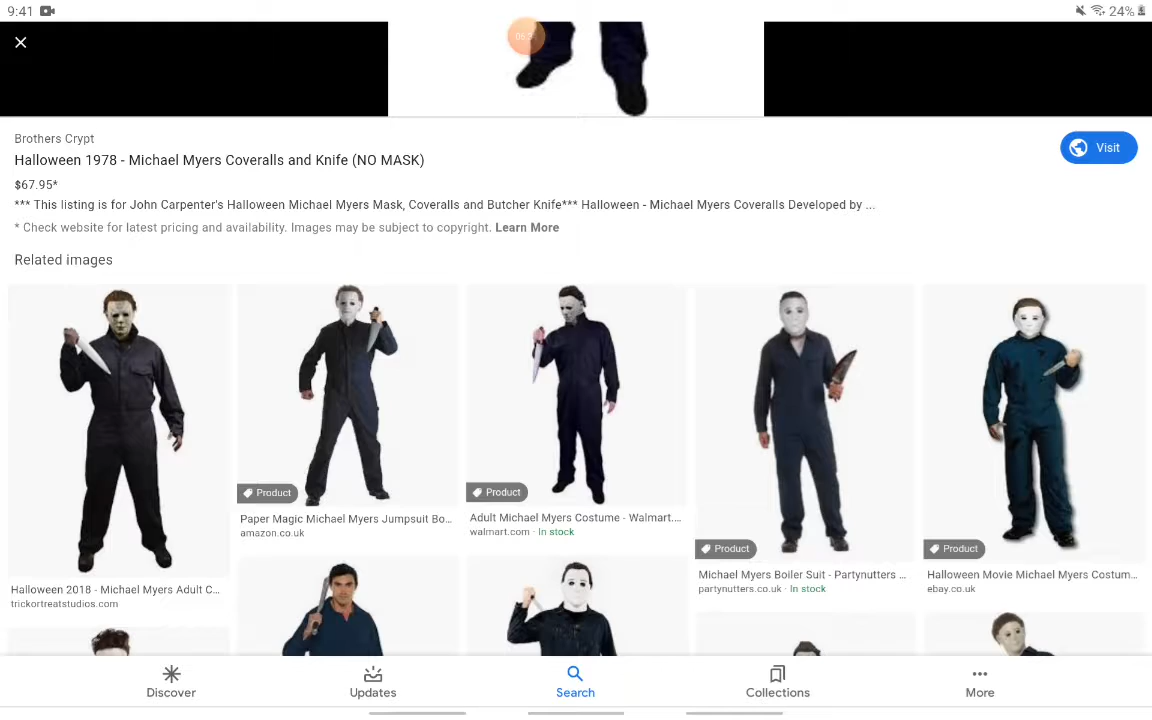 9:41
24%
Brothers Crypt
Halloween 1978 - Michael Myers Coveralls and Knife (NO MASK)
Visit
$67.95*
*** This listing is for John Carpenter's Halloween Michael Myers Mask, Coveralls and Butcher Knife*** Halloween - Michael Myers Coveralls Developed by ...
* Check website for latest pricing and availability. Images may be subject to copyright. Learn More
Related images
Product
Product
Product
Product
Paper Magic Michael Myers Jumpsuit Bo...
amazon.co.uk
Adult Michael Myers Costume - Walmart....
walmart.com · In stock
Michael Myers Boiler Suit - Partynutters ...
partynutters.co.uk · In stock
Halloween Movie Michael Myers Costum...
ebay.co.uk
Halloween 2018 - Michael Myers Adult C...
trickortreatstudios.com
Discover
Updates
Search
Collections
More